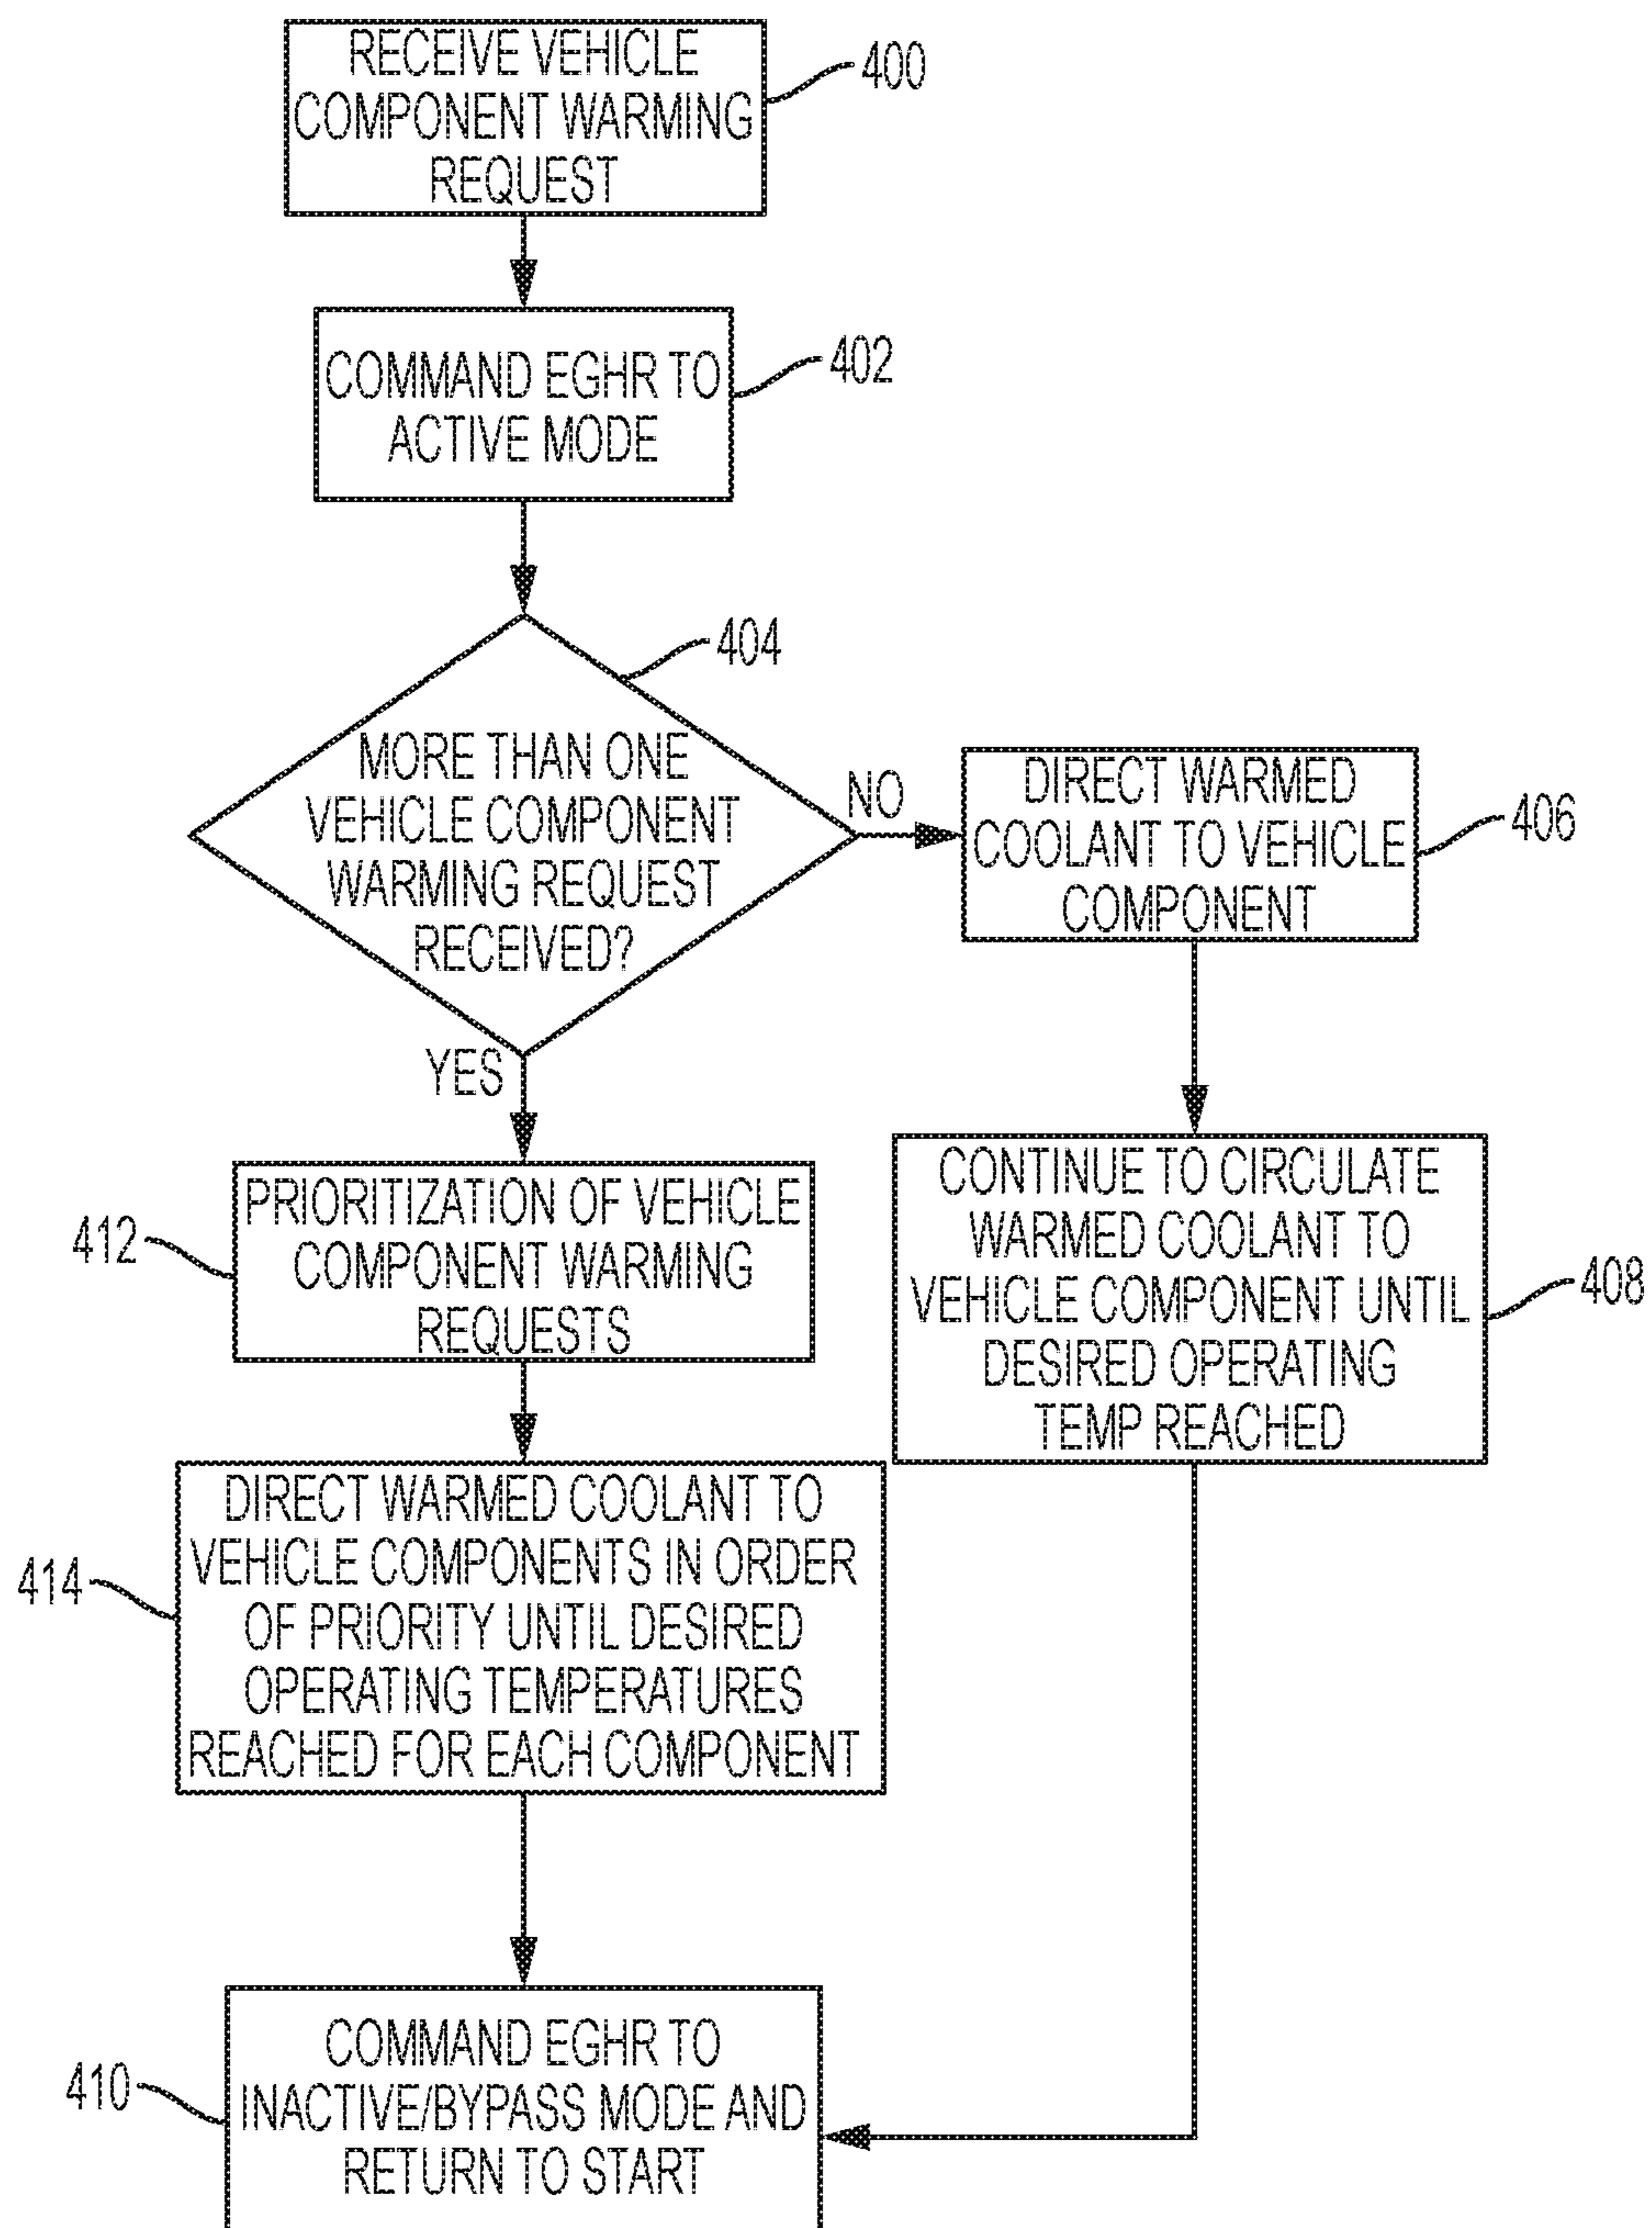 RECEIVE VEHICLE
COMPONENT WARMING
REQUEST
400
COMMAND EGHR TO
ACTIVE MODE
402
404
MORE THAN ONE
VEHICLE COMPONENT
WARMING REQUEST
RECEIVED?
NO
DIRECT WARMED
COOLANT TO VEHICLE
COMPONENT
406
YES
CONTINUE TO CIRCULATE
WARMED COOLANT TO
VEHICLE COMPONENT UNTIL
DESIRED OPERATING
TEMP REACHED
408
412
PRIORITIZATION OF VEHICLE
COMPONENT WARMING
REQUESTS
414
DIRECT WARMED COOLANT TO
VEHICLE COMPONENTS IN ORDER
OF PRIORITY UNTIL DESIRED
OPERATING TEMPERATURES
REACHED FOR EACH COMPONENT
410
COMMAND EGHR TO
INACTIVE/BYPASS MODE AND
RETURN TO START